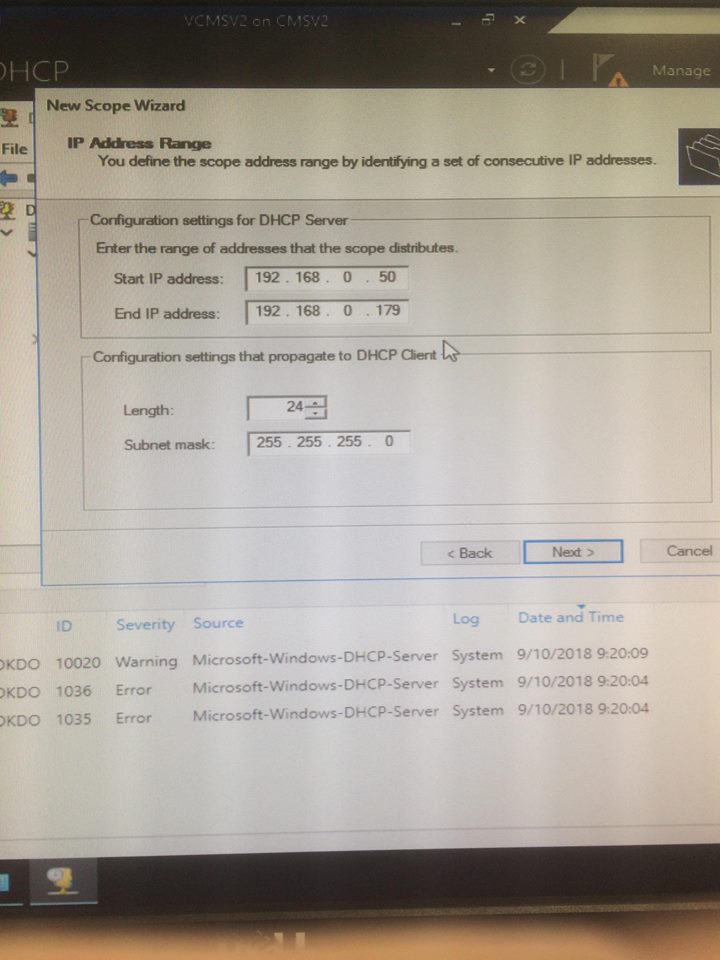 VCMSV2 on CMSV2
DHCP
Manage
New Scope Wizard
File
IP Address Range
You define the scope address range by identifying a set of consecutive IP addresses.
D
Configuration settings for DHCP Server
Enter the range of addresses that the scope distributes.
Start IP address: 192 . 168 . 0 . 50
End IP address: 192 . 168 . 0 . 179
Configuration settings that propagate to DHCP Client
Length: 24
Subnet mask: 255 . 255 . 255 . 0
< Back Next > Cancel
ID Severity Source Log Date and Time
OKDO 10020 Warning Microsoft-Windows-DHCP-Server System 9/10/2018 9:20:09
OKDO 1036 Error Microsoft-Windows-DHCP-Server System 9/10/2018 9:20:04
OKDO 1035 Error Microsoft-Windows-DHCP-Server System 9/10/2018 9:20:04